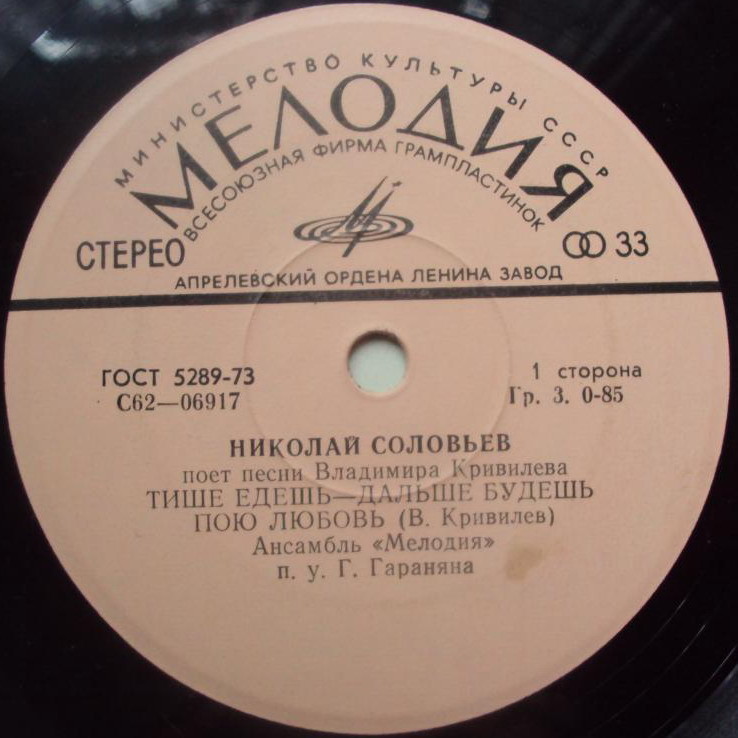 МИНИСТЕРСТВО КУЛЬТУРЫ СССР
МЕЛОДИЯ
ВСЕСОЮЗНАЯ ФИРМА ГРАМПЛАСТИНОК
СТЕРЕО 33
АПРЕЛЕВСКИЙ ОРДЕНА ЛЕНИНА ЗАВОД
ГОСТ 5289-73 1 сторона
С62—06917 Гр. 3. 0-85
НИКОЛАЙ СОЛОВЬЕВ
поет песни Владимира Кривилева
ТИШЕ ЕДЕШЬ—ДАЛЬШЕ БУДЕШЬ
ПОЮ ЛЮБОВЬ (В. Кривилев)
Ансамбль «Мелодия»
п. у. Г. Гараняна